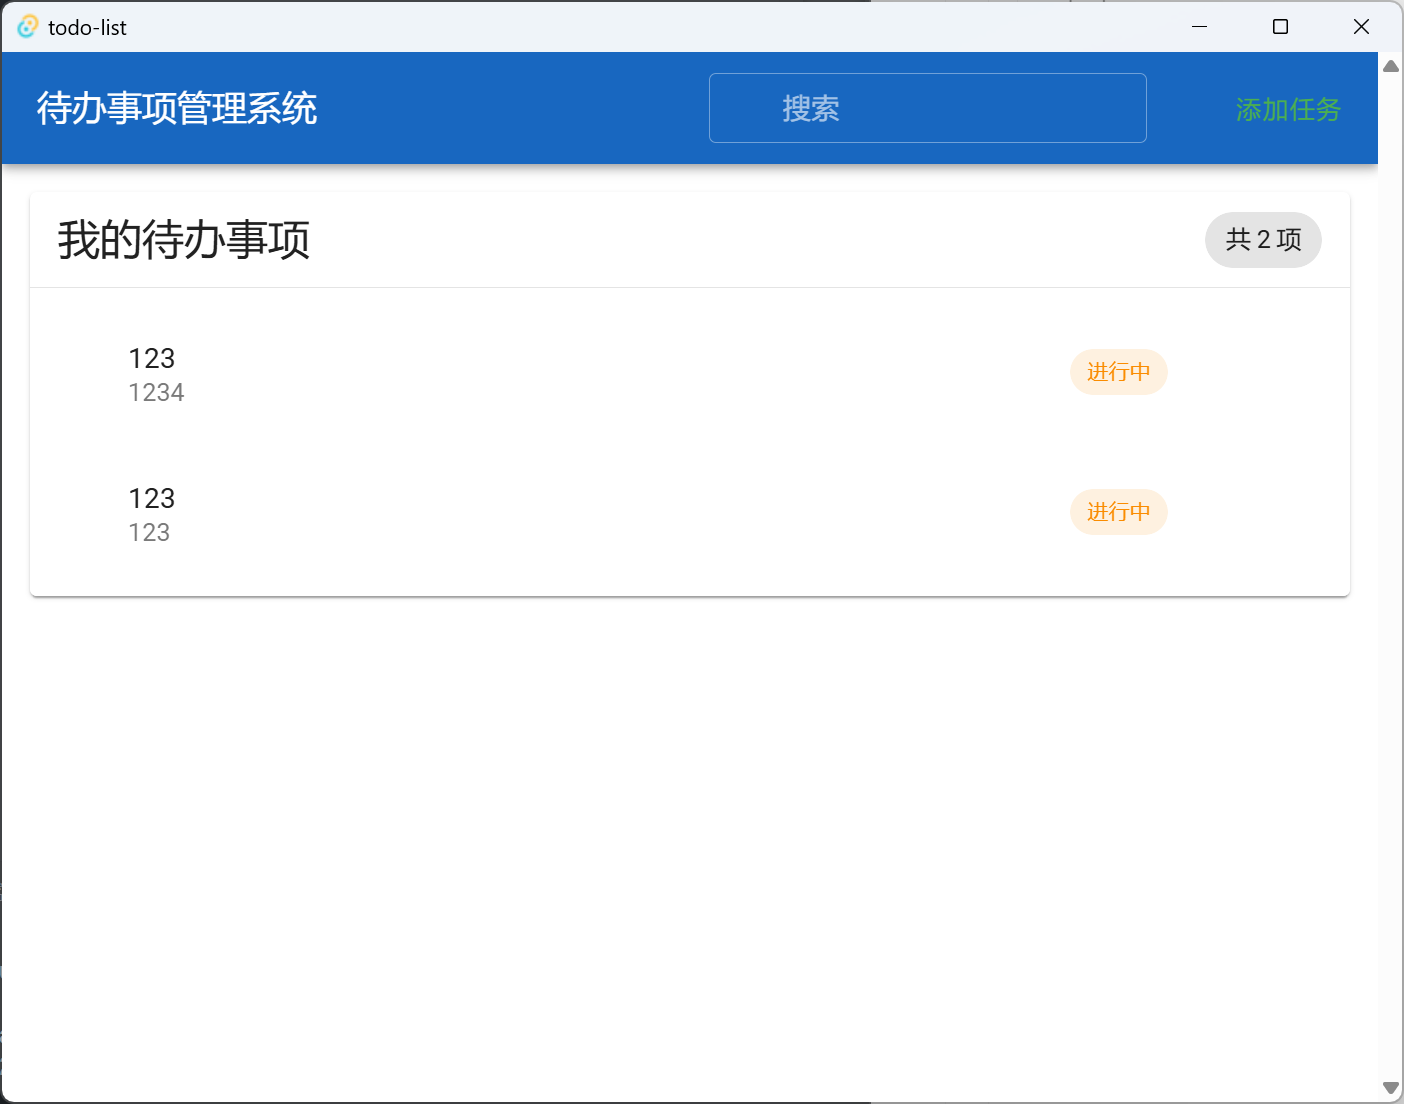 todo-list
待办事项管理系统
搜索
添加任务
我的待办事项
共 2 项
123
1234
进行中
123
123
进行中